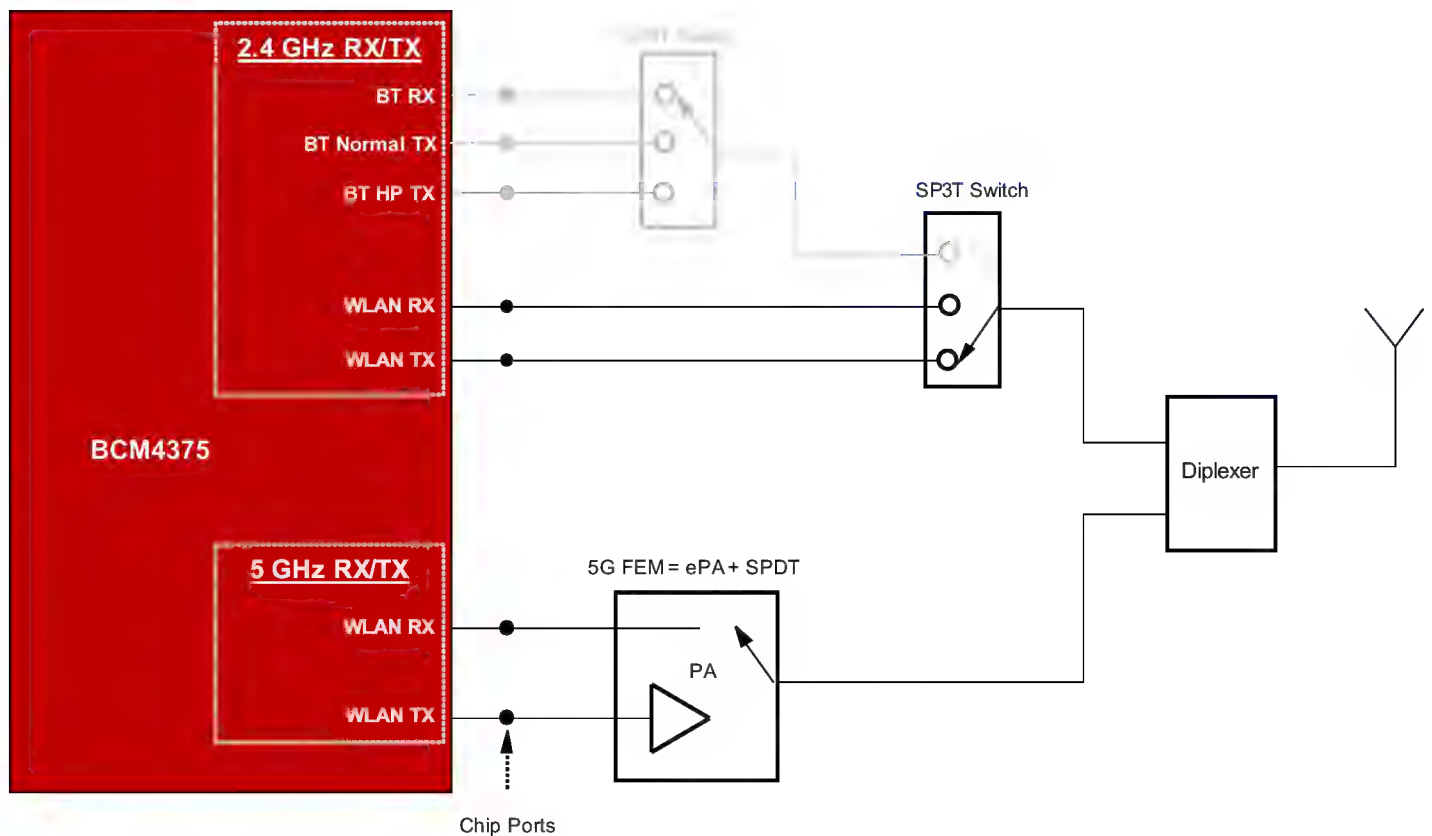 2.4 GHz RX/TX
BT RX
BT Normal TX
BT HP TX
SP3T Switch
WLAN RX
WLAN TX
BCM4375
Diplexer
5 GHz RX/TX
5G FEM = ePA + SPDT
WLAN RX
PA
WLAN TX
Chip Ports